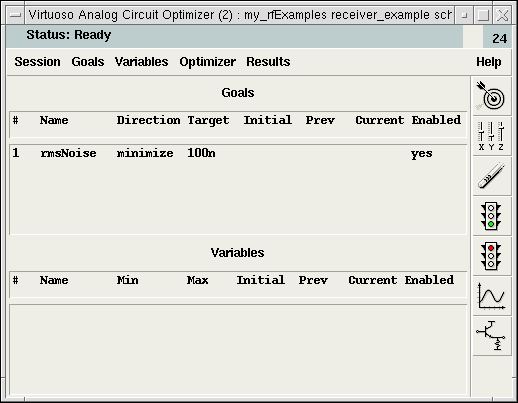 Virtuoso Analog Circuit Optimizer (2) : my_rfExamples receiver_example sch
Status: Ready 24
Session Goals Variables Optimizer Results Help
Goals
# Name Direction Target Initial Prev Current Enabled
1 rmsNoise minimize 100n yes
X Y Z
Variables
# Name Min Max Initial Prev Current Enabled